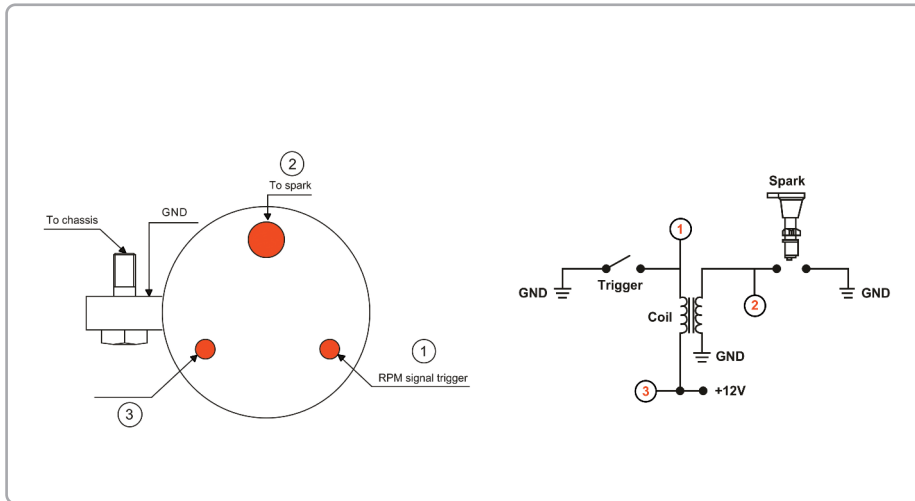 2
To spark
To chassis
GND
1
RPM signal trigger
3
Spark
1
GND
Trigger
2
GND
Coil
GND
3
+12V